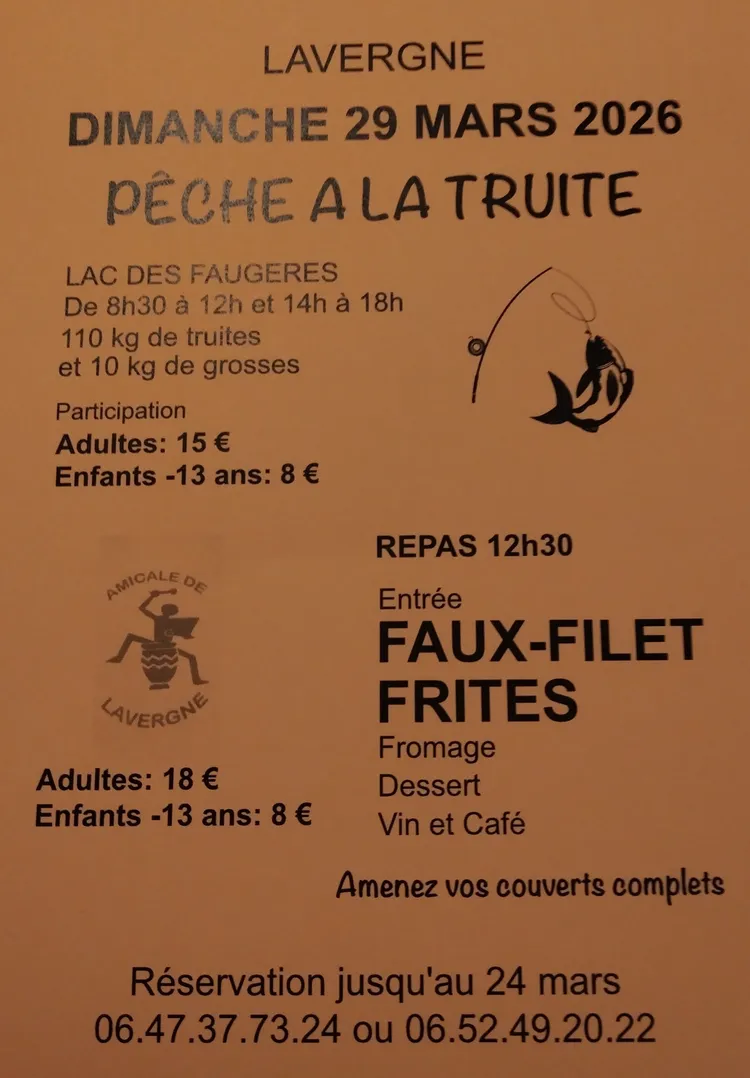 LAVERGNE
DIMANCHE 29 MARS 2026
PÊCHE A LA TRUITE
LAC DES FAUGERES
De 8h30 à 12h et 14h à 18h
110 kg de truites
et 10 kg de grosses
Participation
Adultes: 15 €
Enfants -13 ans: 8 €
REPAS 12h30
Entrée
FAUX-FILET
FRITES
Fromage
Dessert
Vin et Café
AMICALE DE
LAVERGNE
Adultes: 18 €
Enfants -13 ans: 8 €
Amenez vos couverts complets
Réservation jusqu'au 24 mars
06.47.37.73.24 ou 06.52.49.20.22